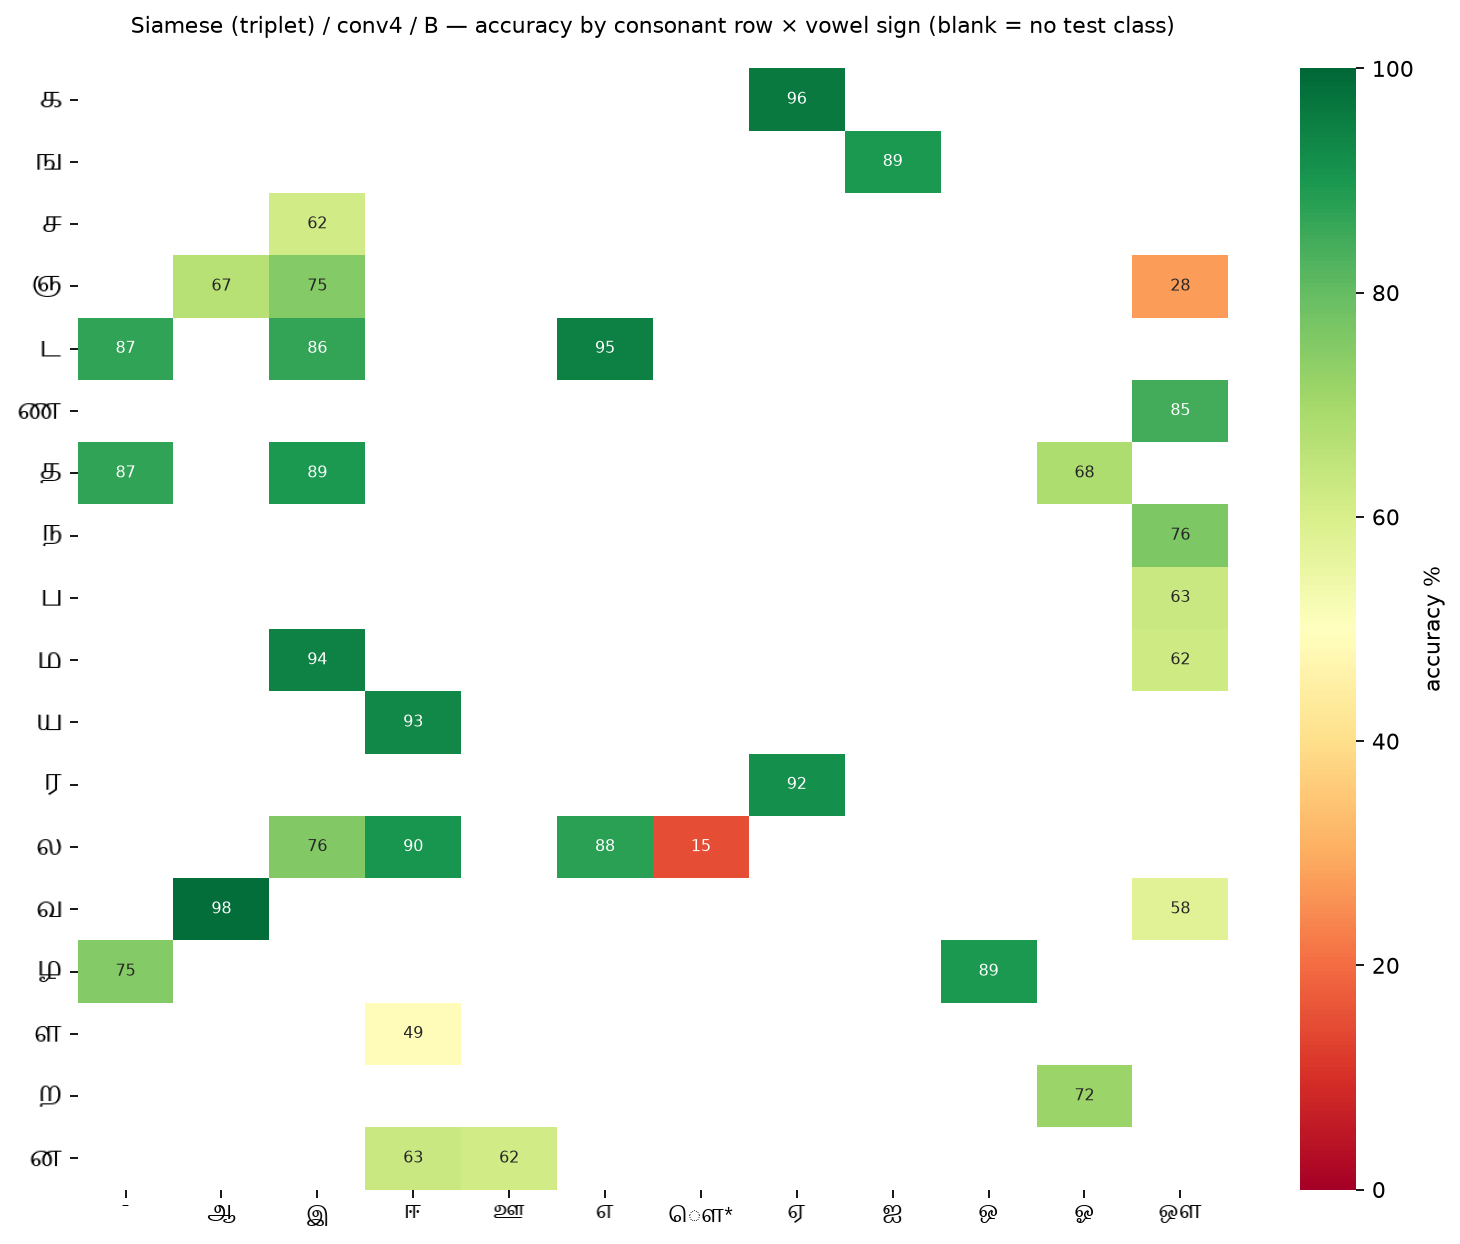 Siamese (triplet) / conv4 / B — accuracy by consonant row × vowel sign (blank = no test class)
க 96
ங 89
ச 62
ஞ 67 75 28
ட 87 86 95
ண 85
த 87 89 68
ந 76
ப 63
ம 94 62
ய 93
ர 92
ல 76 90 88 15
வ 98 58
ழ 75 89
ள 49
ற 72
ன 63 62
- ஆ இ ஈ ஊ எ ௌ* ஏ ஐ ஒ ஓ ஔ
100
80
60
40
20
0
accuracy %